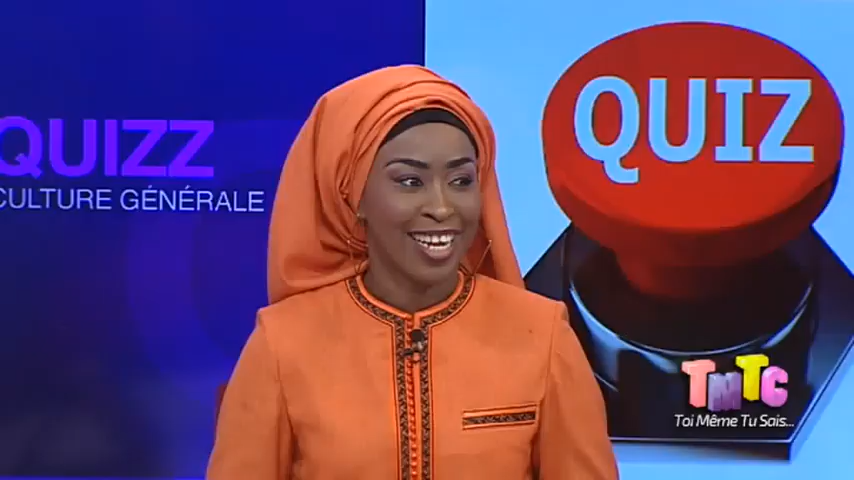 QUIZZ
CULTURE GÉNÉRALE
QUIZ
TMTC
Toi Même Tu Sais...